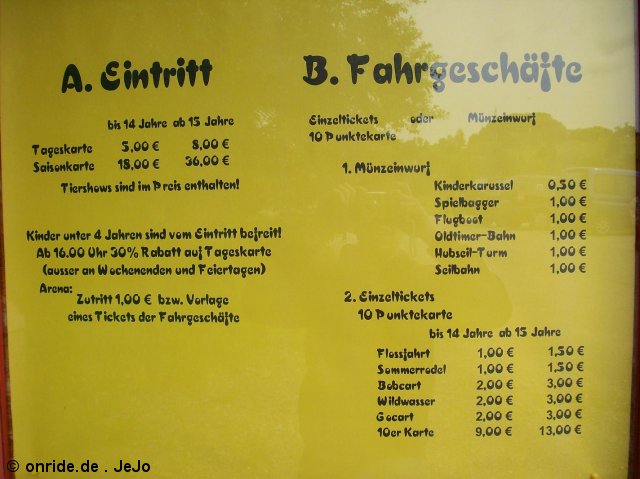 A. Eintritt
bis 14 Jahre ab 15 Jahre
Tageskarte 5,00 € 8,00 €
Saisonkarte 18,00 € 36,00 €
Tiershows sind im Preis enthalten!
Kinder unter 4 Jahren sind vom Eintritt befreit!
Ab 16.00 Uhr 30% Rabatt auf Tageskarte
(ausser an Wochenenden und Feiertagen)
Arena:
Zutritt 1,00 € bzw. Vorlage
eines Tickets der Fahrgeschäfte
B. Fahrgeschäfte
Einzeltickets oder Münzeinwurf
10 Punktekarte
1. Münzeinwurf
Kinderkarussel 0,50 €
Spielbagger 1,00 €
Flugboot 1,00 €
Oldtimer-Bahn 1,00 €
Hubseil-Turm 1,00 €
Seilbahn 1,00 €
2. Einzeltickets
10 Punktekarte
bis 14 Jahre ab 15 Jahre
Flossfahrt 1,00 € 1,50 €
Sommerrodel 1,00 € 1,50 €
Bobcart 2,00 € 3,00 €
Wildwasser 2,00 € 3,00 €
Gocart 2,00 € 3,00 €
10er Karte 9,00 € 13,00 €
© onride.de . JeJo